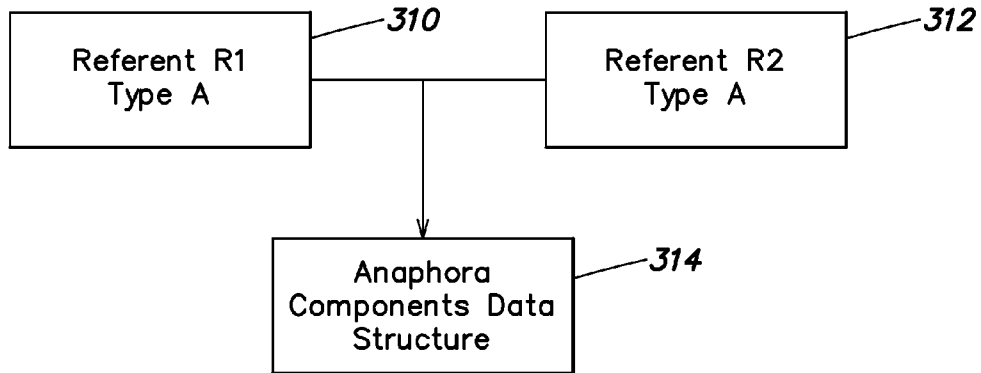 Referent R1
Type A
310
Referent R2
Type A
312
Anaphora
Components Data
Structure
314